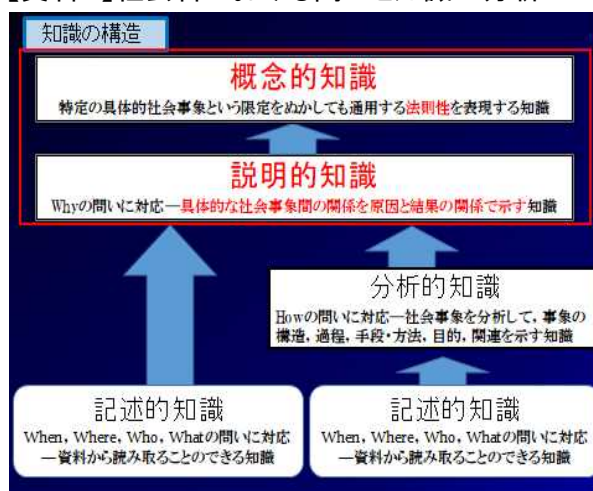 知識の構造
概念的知識
特定の具体的社会事象という限定をぬかしても通用する法則性を表現する知識
説明的知識
Whyの問いに対応―具体的な社会事象間の関係を原因と結果の関係で示す知識
分析的知識
Howの問いに対応―社会事象を分析して，事象の
構造，過程，手段・方法，目的，関連を示す知識
記述的知識
When，Where，Who，Whatの問いに対応
―資料から読み取ることのできる知識
記述的知識
When，Where，Who，Whatの問いに対応
―資料から読み取ることのできる知識